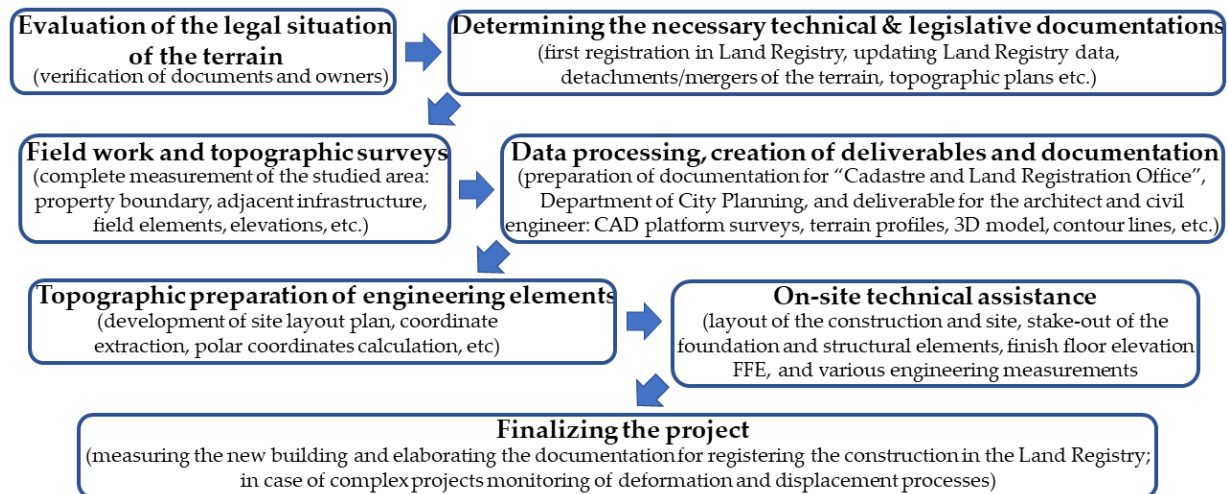 Evaluation of the legal situation
of the terrain
(verification of documents and owners)
Determining the necessary technical & legislative documentations
(first registration in Land Registry, updating Land Registry data,
detachments/mergers of the terrain, topographic plans etc.)
Field work and topographic surveys
(complete measurement of the studied area:
property boundary, adjacent infrastructure,
field elements, elevations, etc.)
Data processing, creation of deliverables and documentation
(preparation of documentation for “Cadastre and Land Registration Office”,
Department of City Planning, and deliverable for the architect and civil
engineer: CAD platform surveys, terrain profiles, 3D model, contour lines, etc.)
Topographic preparation of engineering elements
(development of site layout plan, coordinate
extraction, polar coordinates calculation, etc)
On-site technical assistance
(layout of the construction and site, stake-out of the
foundation and structural elements, finish floor elevation
FFE, and various engineering measurements
Finalizing the project
(measuring the new building and elaborating the documentation for registering the construction in the Land Registry;
in case of complex projects monitoring of deformation and displacement processes)